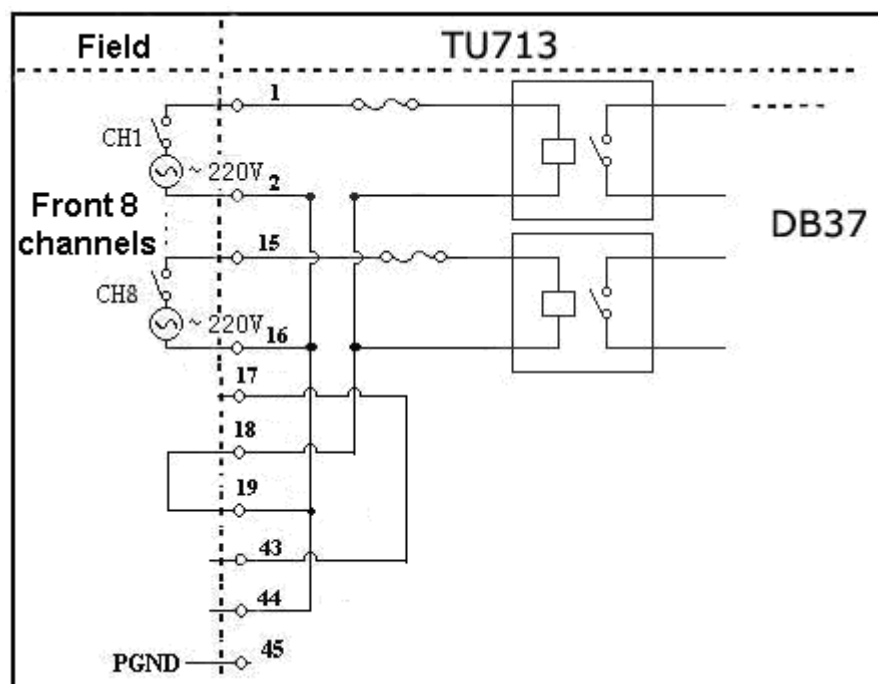 Field
TU713
1
CH1
~ 220V
2
Front 8
channels
DB37
15
CH8
~ 220V
16
17
18
19
43
44
PGND
45